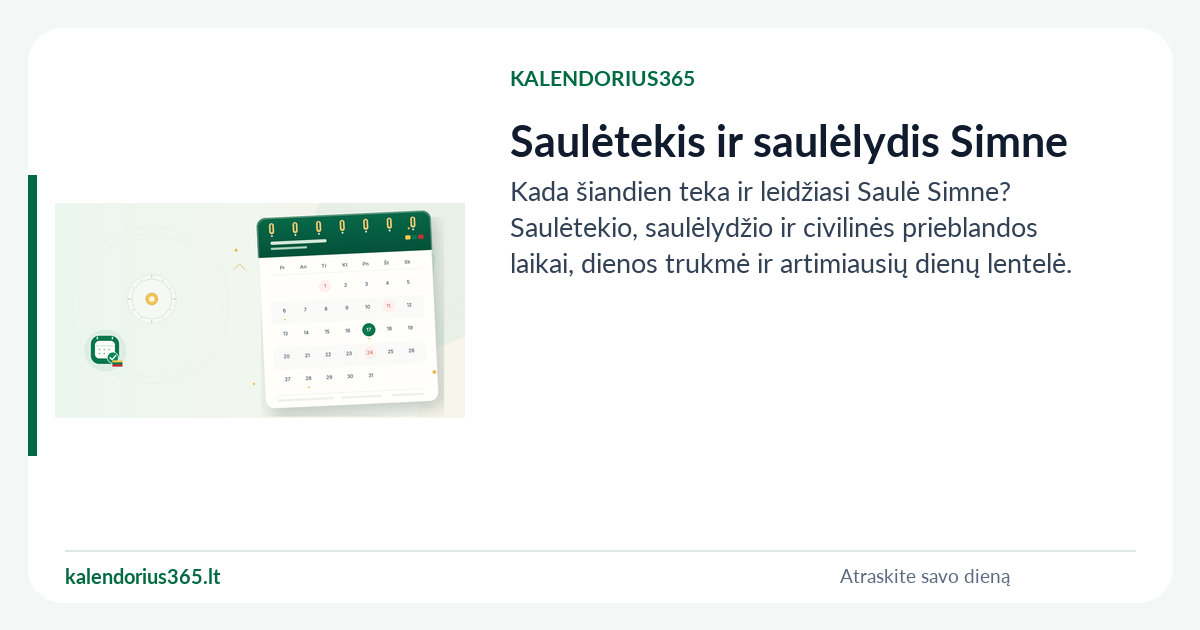 KALENDORIUS365
Saulėtekis ir saulėlydis Simne
Kada šiandien teka ir leidžiasi Saulė Simne?
Saulėtekio, saulėlydžio ir civilinės prieblandos
laikai, dienos trukmė ir artimiausių dienų lentelė.
Pr An Tr Kt Pn Št Sk
1 2 3 4 5
6 7 8 9 10 11 12
13 14 15 16 17 18 19
20 21 22 23 24 25 26
27 28 29 30 31
kalendorius365.lt
Atraskite savo dieną